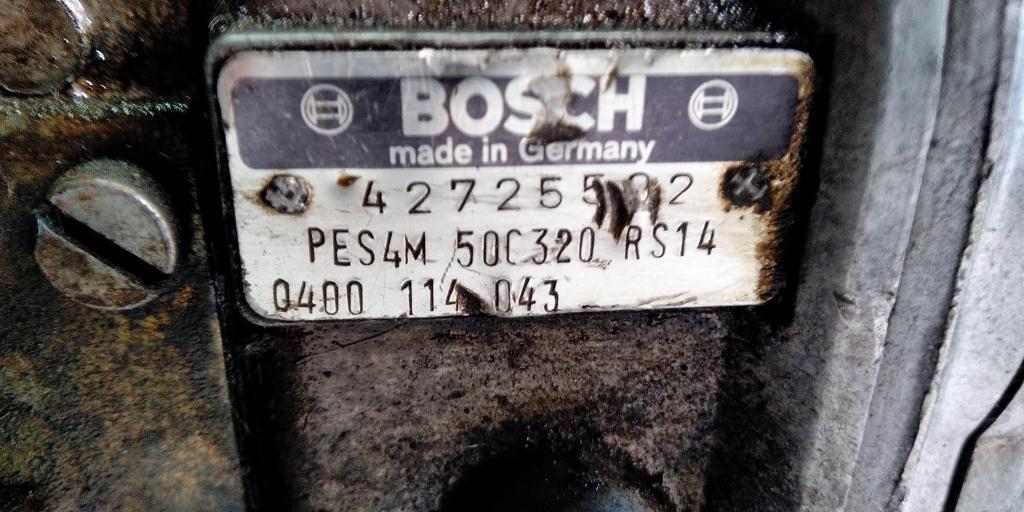 BOSCH
made in Germany
PES4M 50C320 RS14
0400 114 043